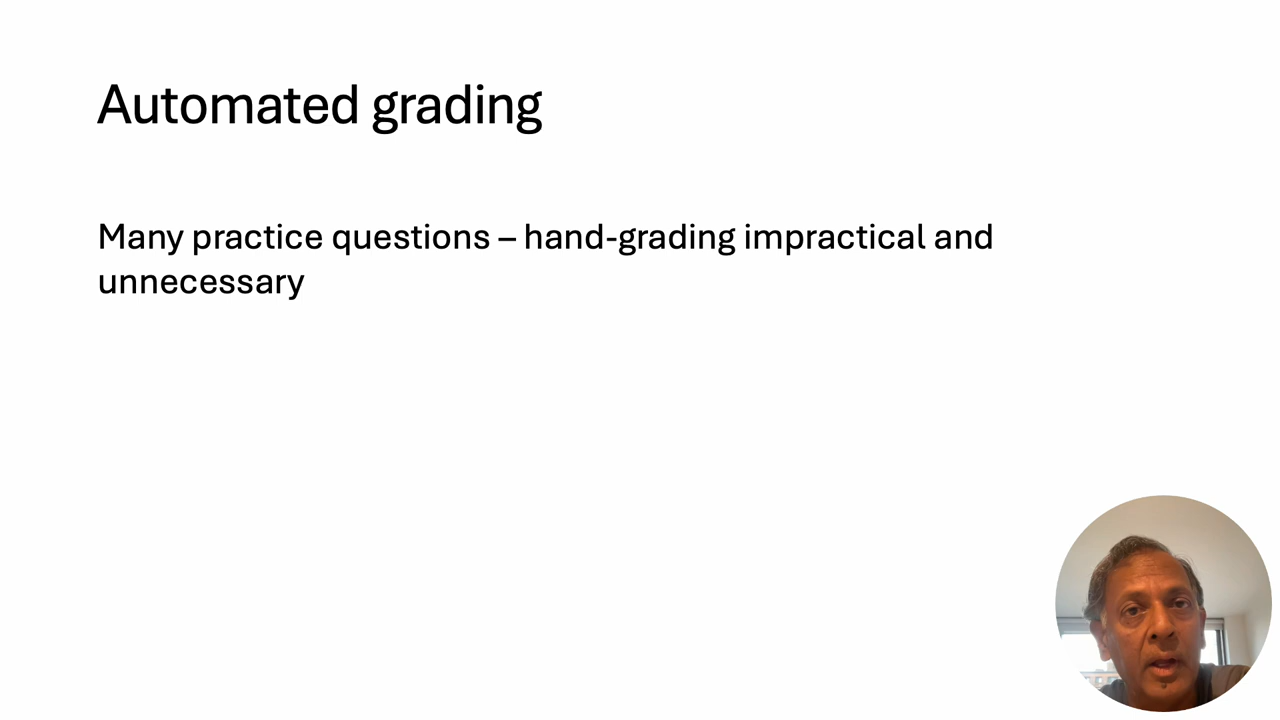 Automated grading
Many practice questions – hand-grading impractical and
unnecessary